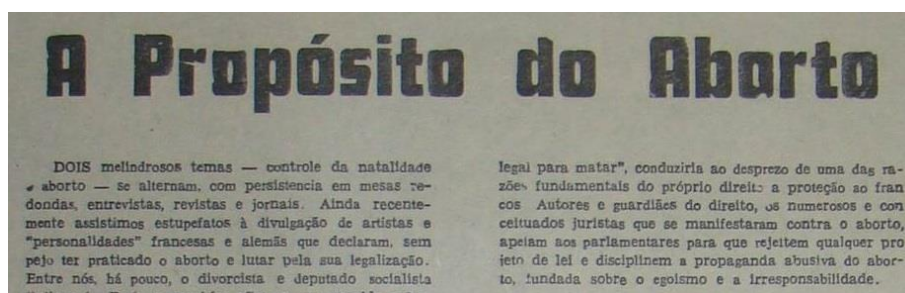 A Propósito do Aborto
DOIS melindrosos temas — controle da natalidade
e aborto — se alternam, com persistencia em mesas re-
dondas, entrevistas, revistas e jornais. Ainda recente-
mente assistimos estupefatos à divulgação de artistas e
"personalidades" francesas e alemãs que declaram, sem
pejo ter praticado o aborto e lutar pela sua legalização.
Entre nós, há pouco, o divorcista e deputado socialista
legal para matar", conduziria ao desprezo de uma das ra-
zões fundamentais do próprio direito a proteção ao fran
cos Autores e guardiães do direito, os numerosos e con
ceituados juristas que se manifestaram contra o aborto,
apelam aos parlamentares para que rejeitem qualquer pro
jeto de lei e disciplinem a propaganda abusiva do abor-
to, fundada sobre o egoismo e a irresponsabilidade.